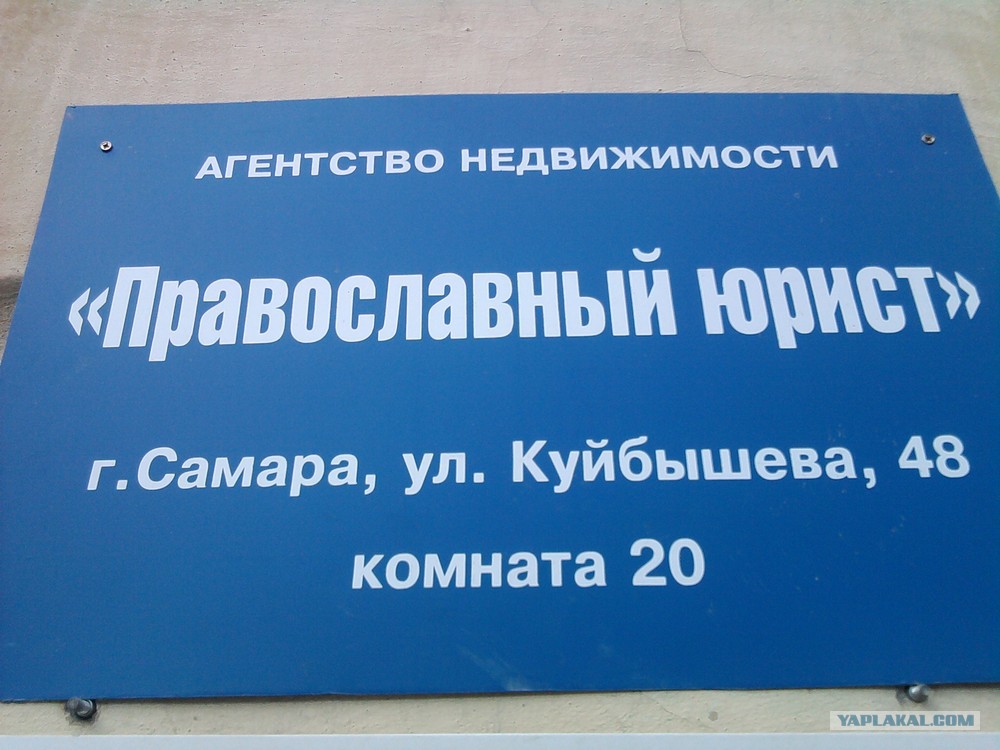 АГЕНТСТВО НЕДВИЖИМОСТИ
«Православный юрист»
г.Самара, ул. Куйбышева, 48
комната 20
YAPLAKAL.COM